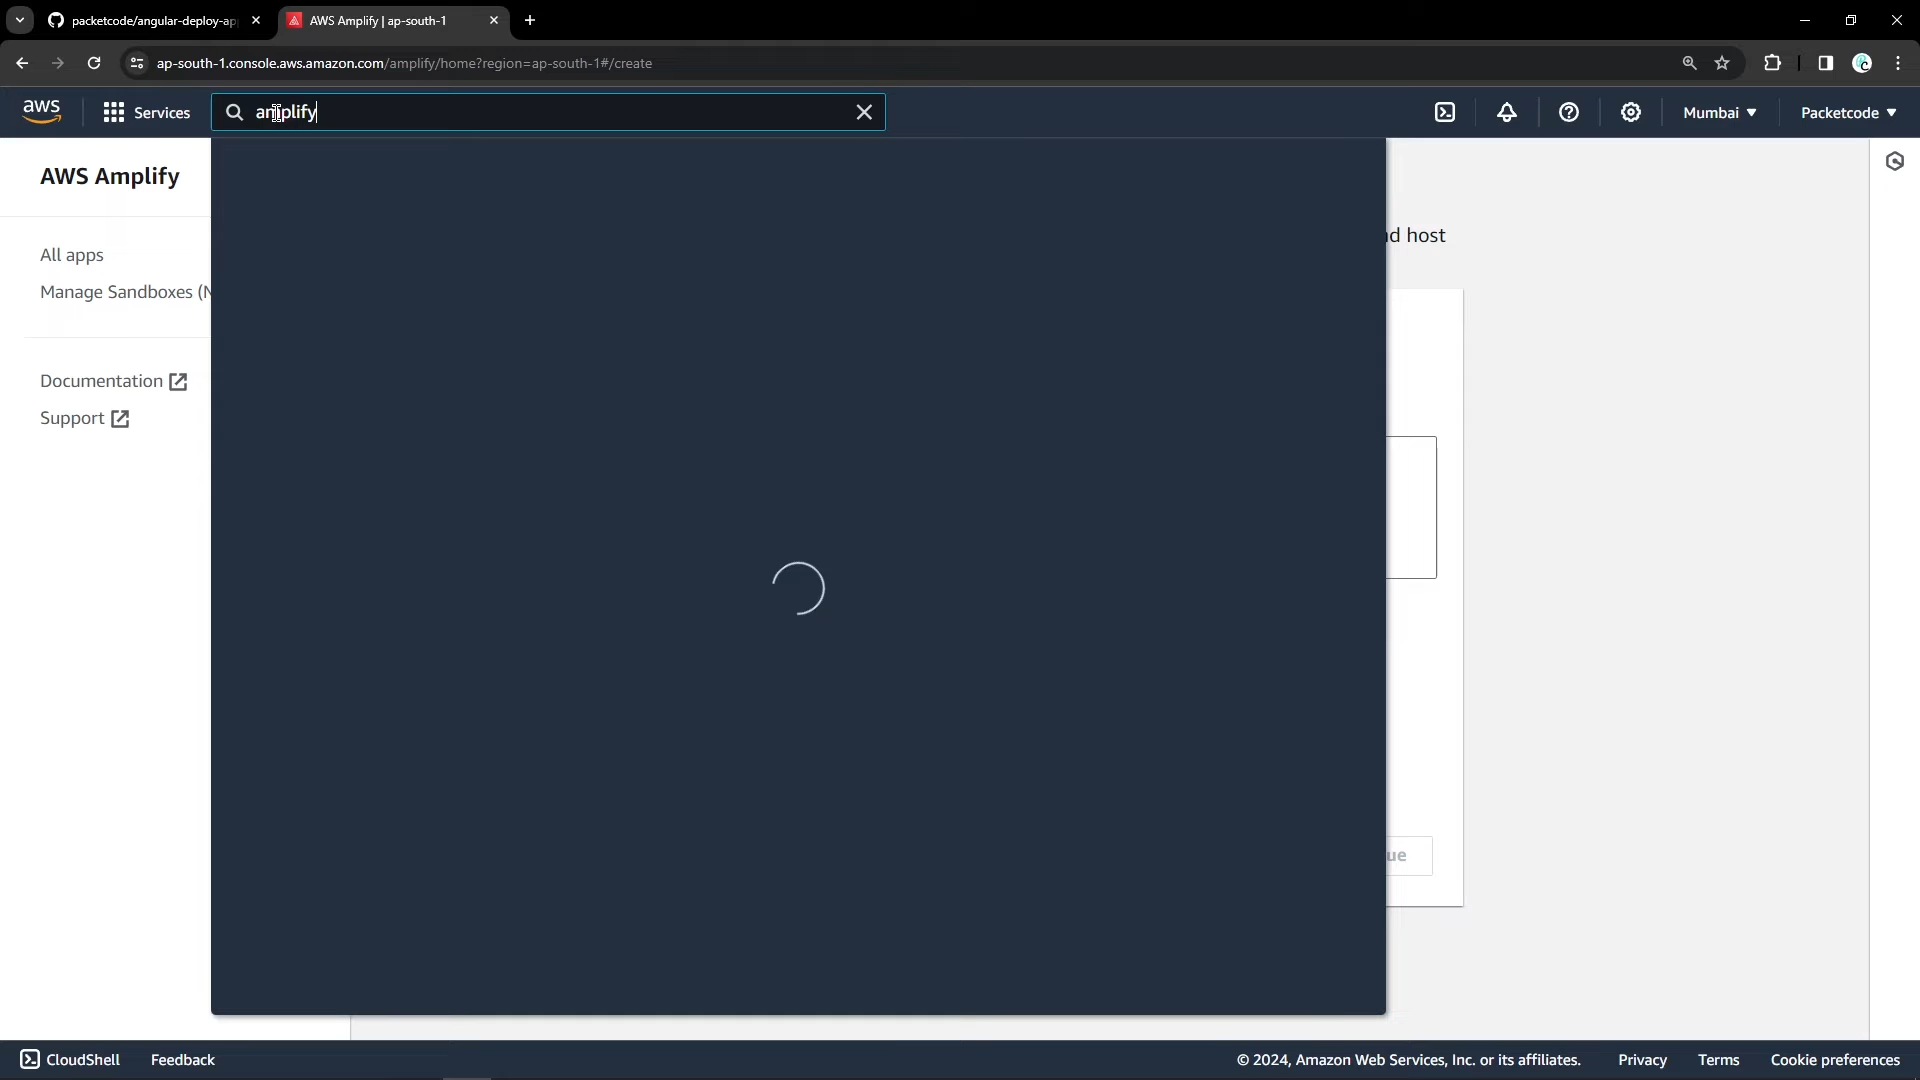 packetcode/angular-deploy-ap
AWS Amplify | ap-south-1
ap-south-1.console.aws.amazon.com/amplify/home?region=ap-south-1#/create
aws
Services
amplify
Mumbai
Packetcode
AWS Amplify
All apps
Manage Sandboxes (N
Documentation
Support
nd host
ue
CloudShell
Feedback
© 2024, Amazon Web Services, Inc. or its affiliates.
Privacy
Terms
Cookie preferences